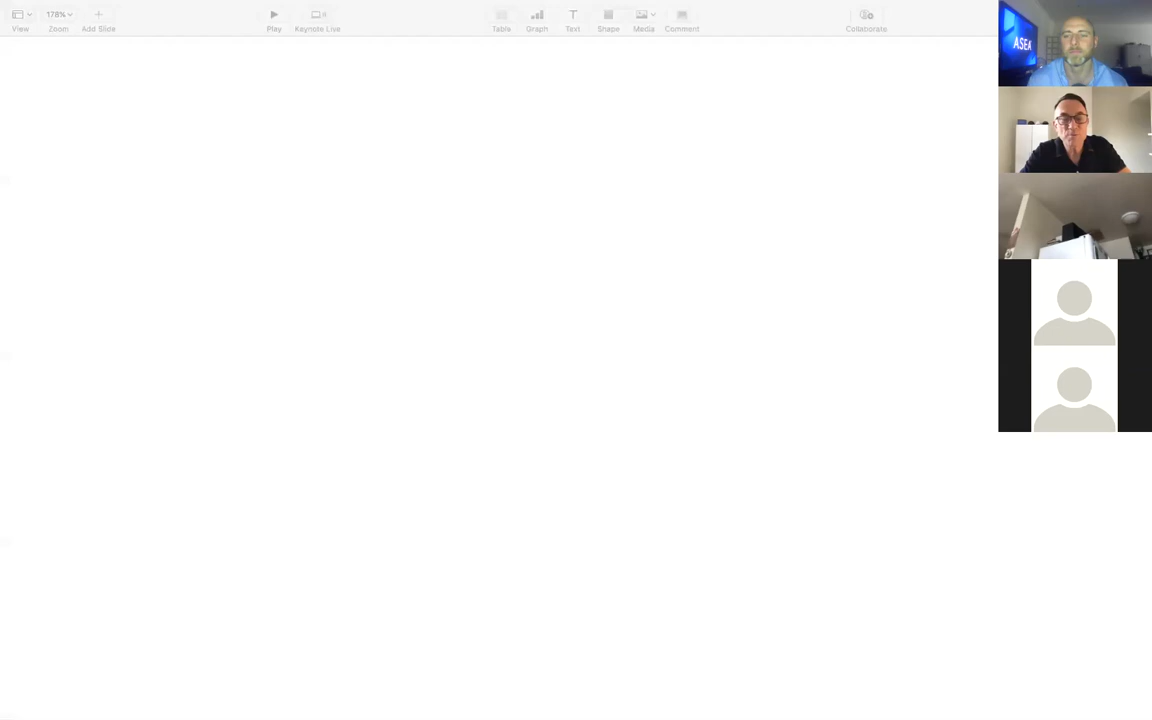 178%
View
Zoom
Add Slide
Play
Keynote Live
Table
Graph
Text
Shape
Media
Comment
Collaborate
ASEA